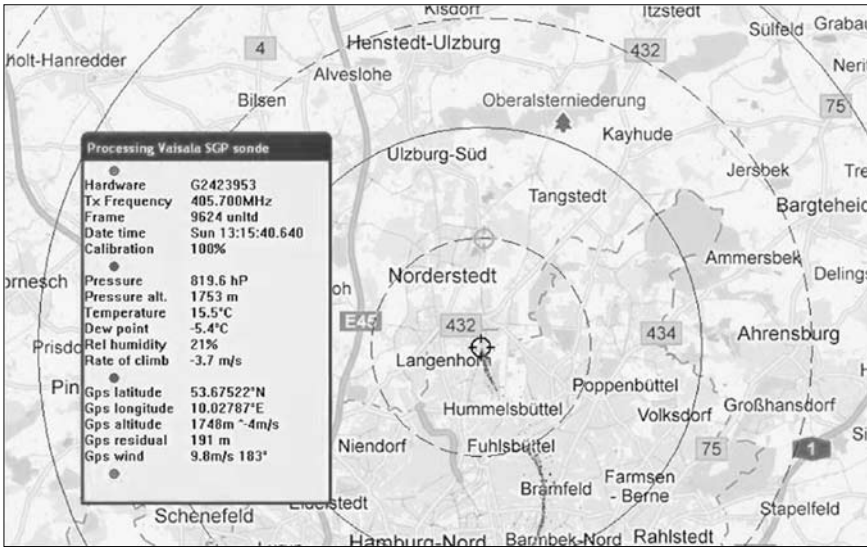 Kisdorf
Itzstedt
Sülfeld
Grabau
4
Henstedt-Ulzburg
432
holt-Hanredder
Alveslohe
Bilsen
Oberalsterniederung
75
Kayhude
Ulzburg-Süd
Jersbek
Tangstedt
Bargteheid
Ammersbek
Norderstedt
ornesch
oh
E45
432
434
Ahrensburg
Prisdo
Langenhorn
Pin
Poppenbüttel
Großhansdorf
Hummelsbüttel
Volksdorf
Niendorf
Fuhlsbüttel
75
1
Bramfeld
Farmsen
- Berne
Stapelfeld
Schenefeld
Hamburg-Nord
Barmbek-Nord
Rahlstedt
Processing Vaisala SGP sonde
Hardware G2423953
Tx Frequency 405.700MHz
Frame 9624 unltd
Date time Sun 13:15:40.640
Calibration 100%
Pressure 819.6 hP
Pressure alt. 1753 m
Temperature 15.5°C
Dew point -5.4°C
Rel humidity 21%
Rate of climb -3.7 m/s
Gps latitude 53.67522°N
Gps longitude 10.02787°E
Gps altitude 1748m ^-4m/s
Gps residual 191 m
Gps wind 9.8m/s 183°